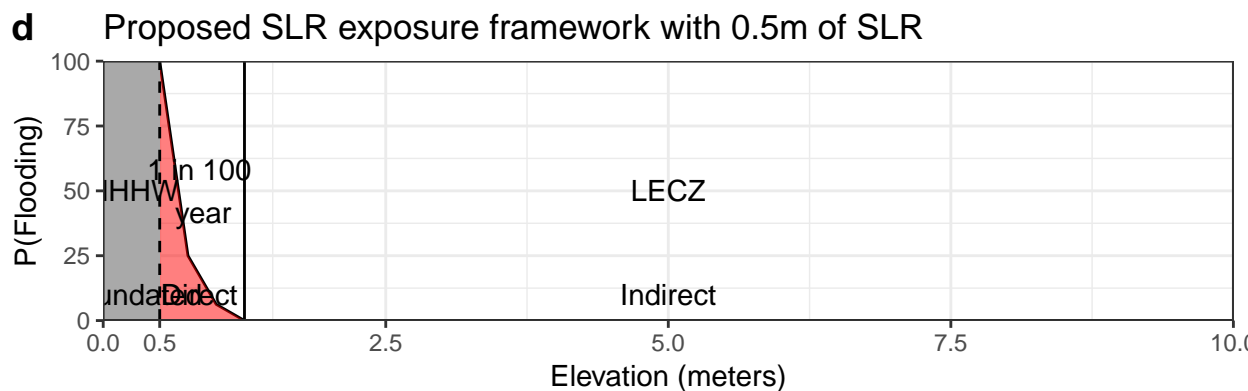 d Proposed SLR exposure framework with 0.5m of SLR
100
75
50
25
0
P(Flooding)
1 in 100
year
LECZ
Direct
Indirect
0.0 0.5 2.5 5.0 7.5
Elevation (meters)